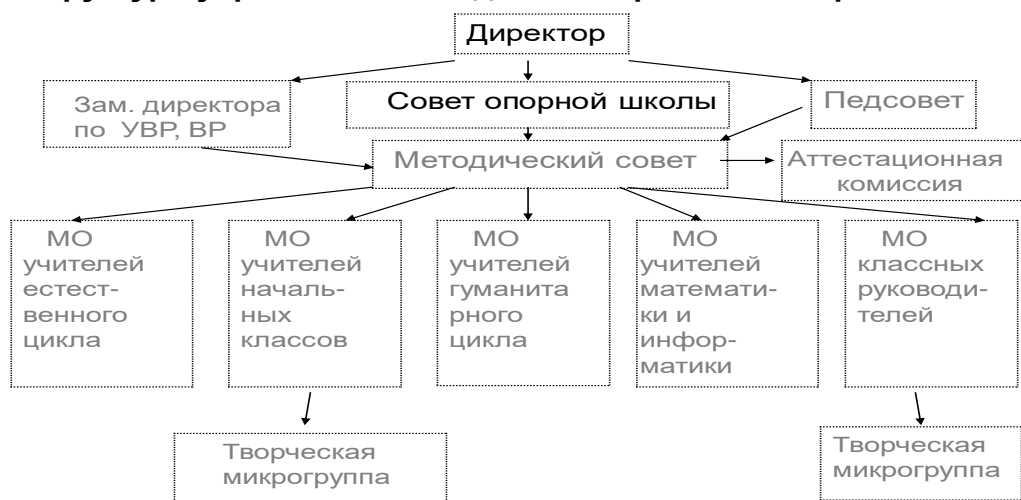 Директор
Зам. директора
по УВР, ВР
Совет опорной школы
Педсовет
Методический совет
Аттестационная
комиссия
МО
учителей
естест-
венного
цикла
МО
учителей
началь-
ных
классов
МО
учителей
гуманита
рного
цикла
МО
учителей
математи-
ки и
инфор-
матики
МО
классных
руководи-
телей
Творческая
микрогруппа
Творческая
микрогруппа